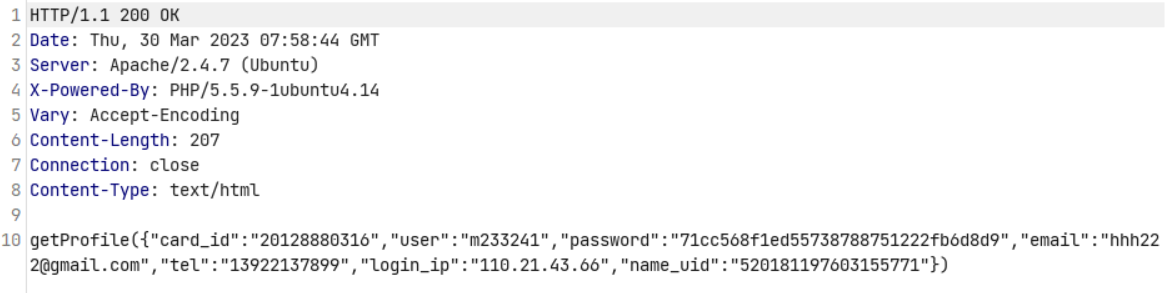 1 HTTP/1.1 200 OK
2 Date: Thu, 30 Mar 2023 07:58:44 GMT
3 Server: Apache/2.4.7 (Ubuntu)
4 X-Powered-By: PHP/5.5.9-1ubuntu4.14
5 Vary: Accept-Encoding
6 Content-Length: 207
7 Connection: close
8 Content-Type: text/html
9
10 getProfile({"card_id":"20128880316","user":"m233241","password":"71cc568f1ed55738788751222fb6d8d9","email":"hhh22
2@gmail.com","tel":"13922137899","login_ip":"110.21.43.66","name_uid":"520181197603155771"})